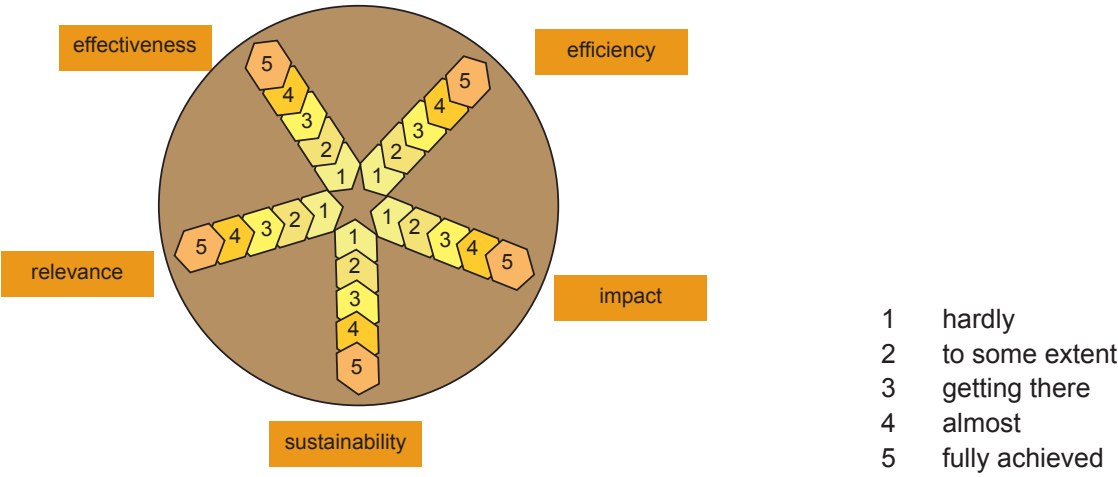 effectiveness
efficiency
5
4
3
2
1
5
4
3
2
1
relevance
5
4
3
2
1
1
2
3
4
5
impact
1
2
3
4
5
sustainability
1 hardly
2 to some extent
3 getting there
4 almost
5 fully achieved